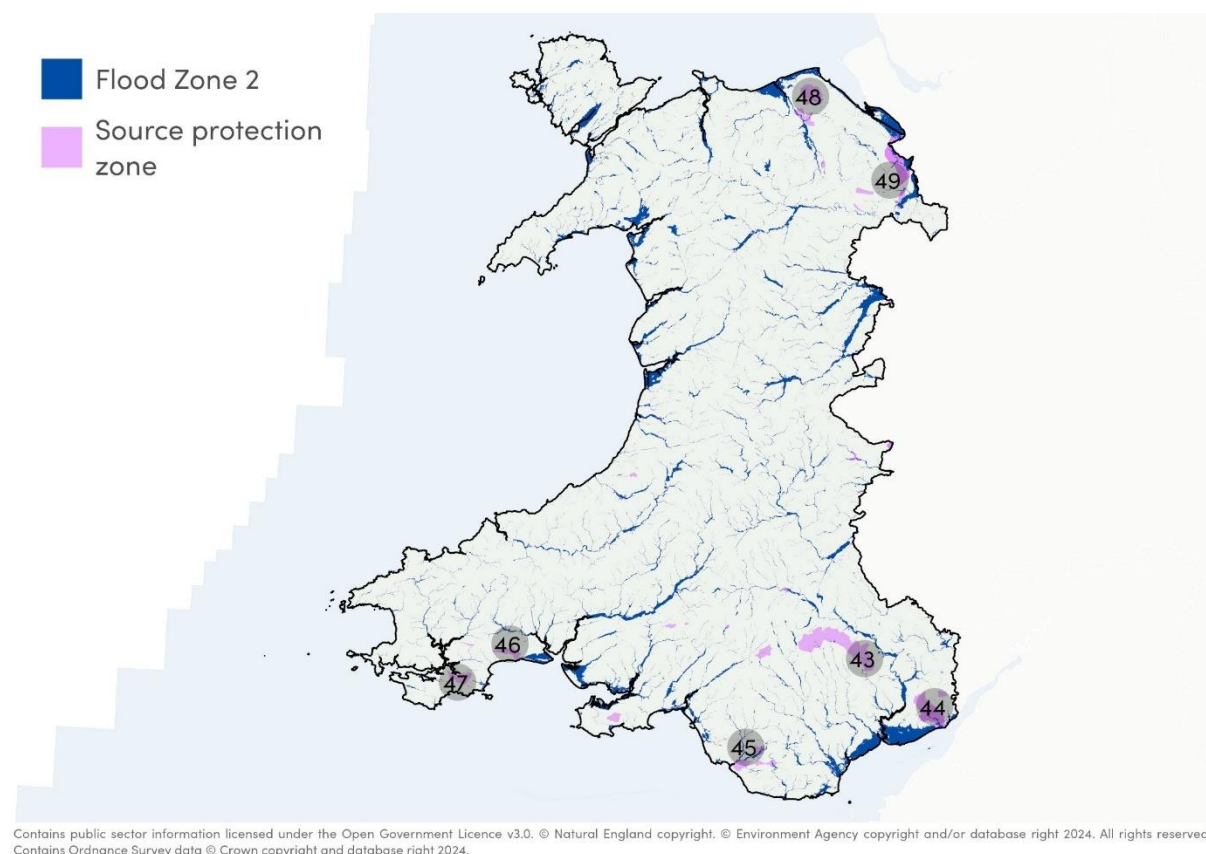 Flood Zone 2
Source protection
zone
48
49
46
47
43
44
45
Contains public sector information licensed under the Open Government Licence v3.0. © Natural England copyright. © Environment Agency copyright and/or database right 2024. All rights reserved
Contains Ordnance Survey data © Crown copyright and database right 2024.